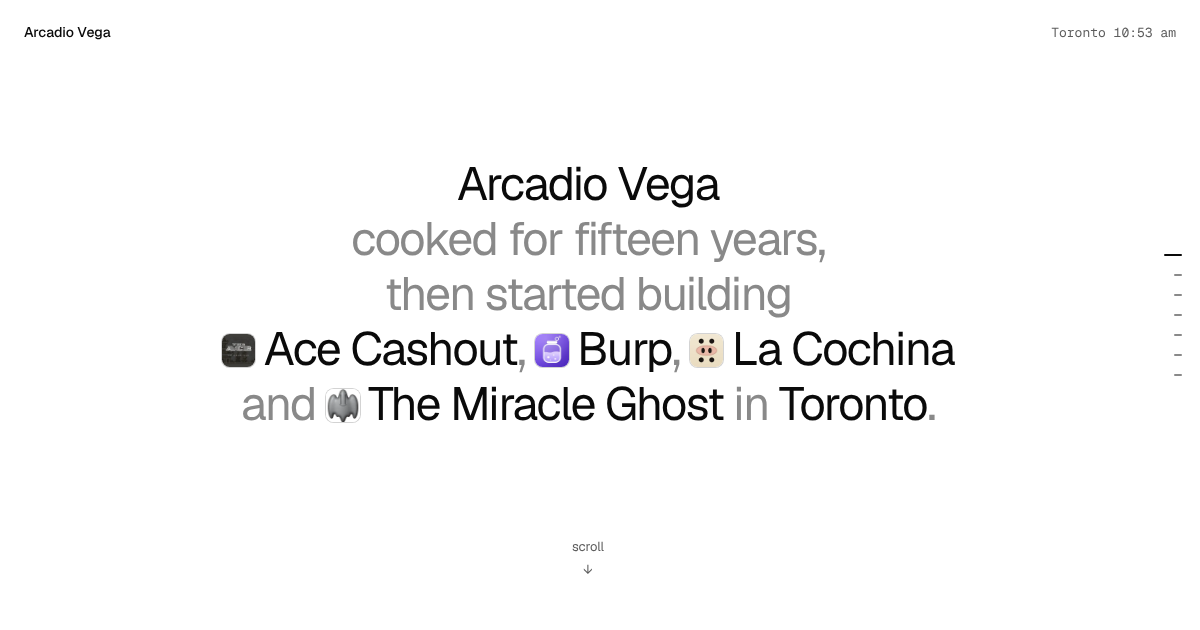 Arcadio Vega
Toronto 10:53 am
Arcadio Vega
cooked for fifteen years,
then started building
Ace Cashout, Burp, La Cochina
and The Miracle Ghost in Toronto.
scroll
↓